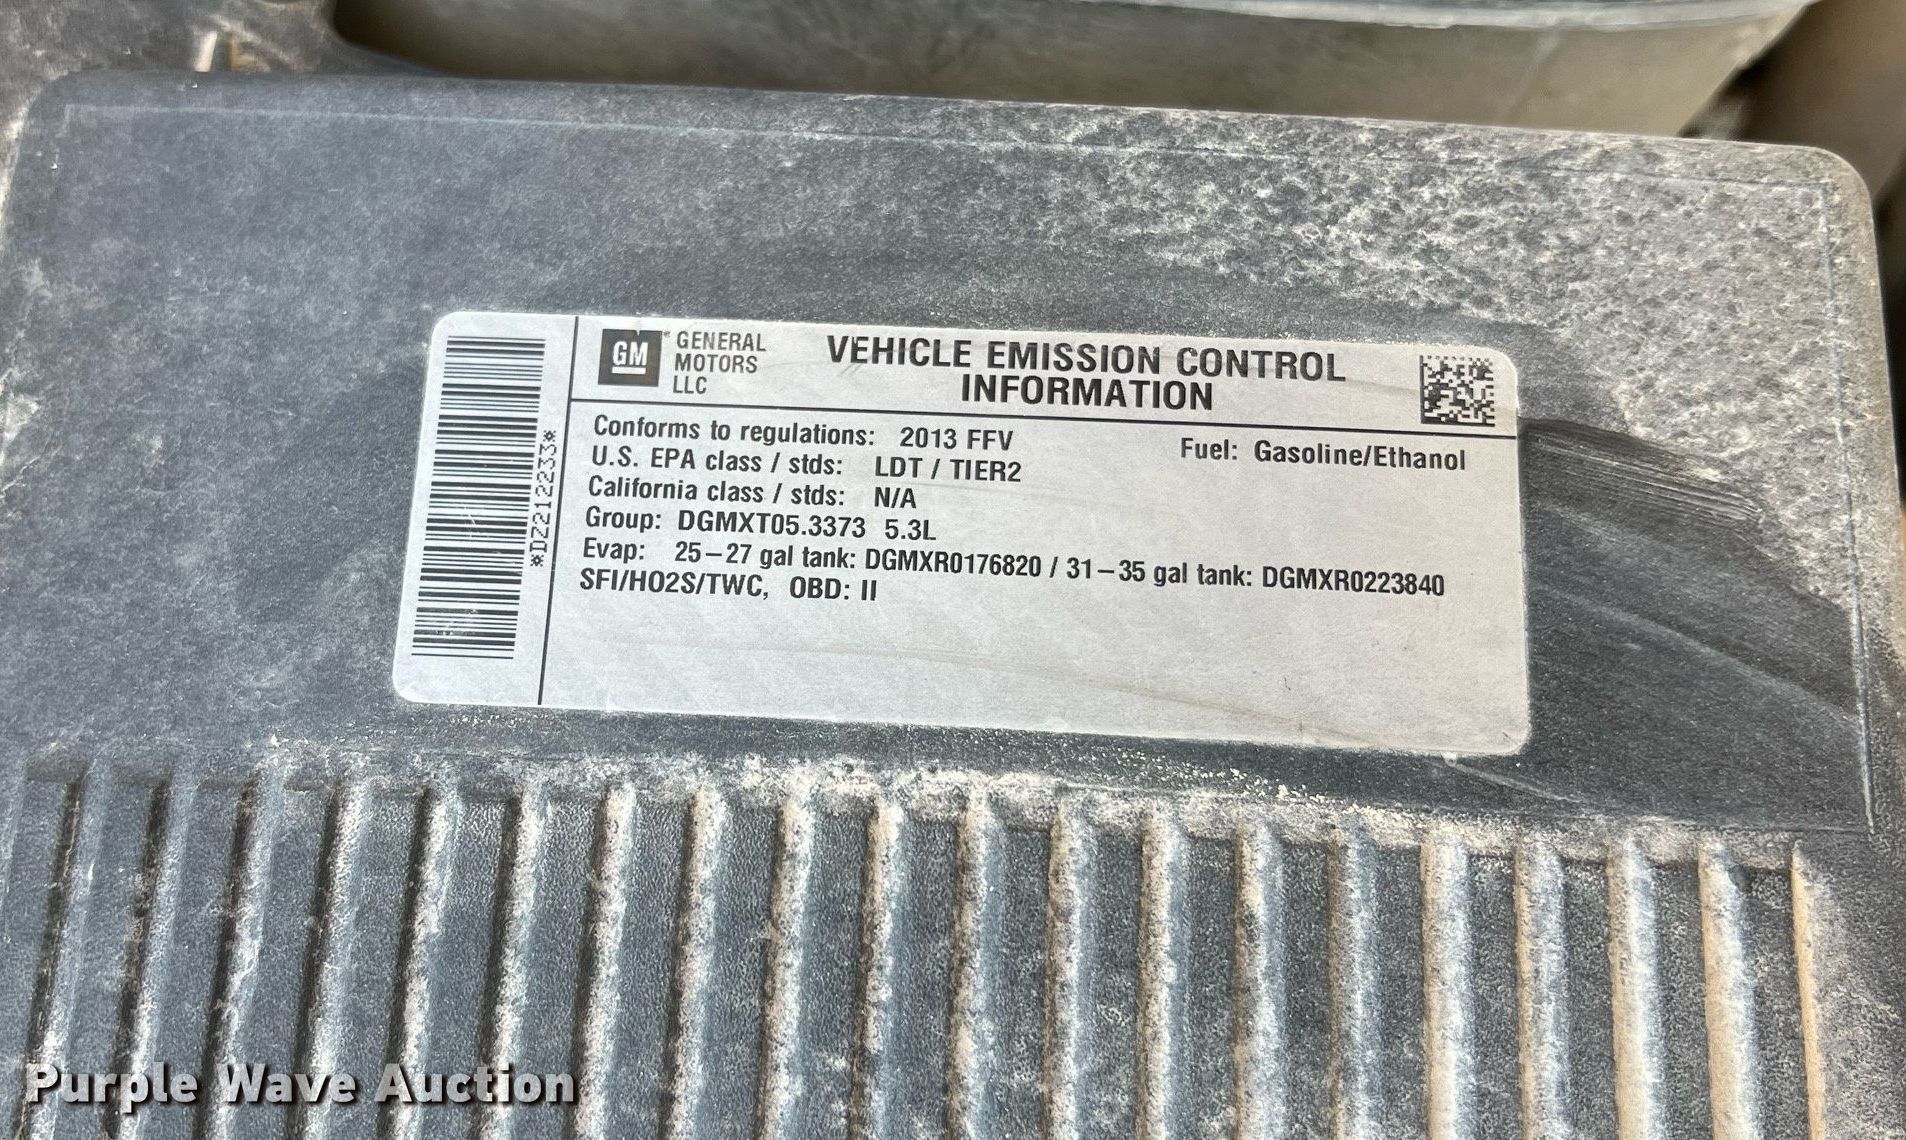 GM
GENERAL
MOTORS
LLC
VEHICLE EMISSION CONTROL
INFORMATION
Conforms to regulations: 2013 FFV
Fuel: Gasoline/Ethanol
U.S. EPA class / stds: LDT / TIER2
California class / stds: N/A
Group: DGMXT05.3373 5.3L
Evap: 25–27 gal tank: DGMXR0176820 / 31–35 gal tank: DGMXR0223840
SFI/HO2S/TWC, OBD: II
*DZ2122333*
Purple Wave Auction